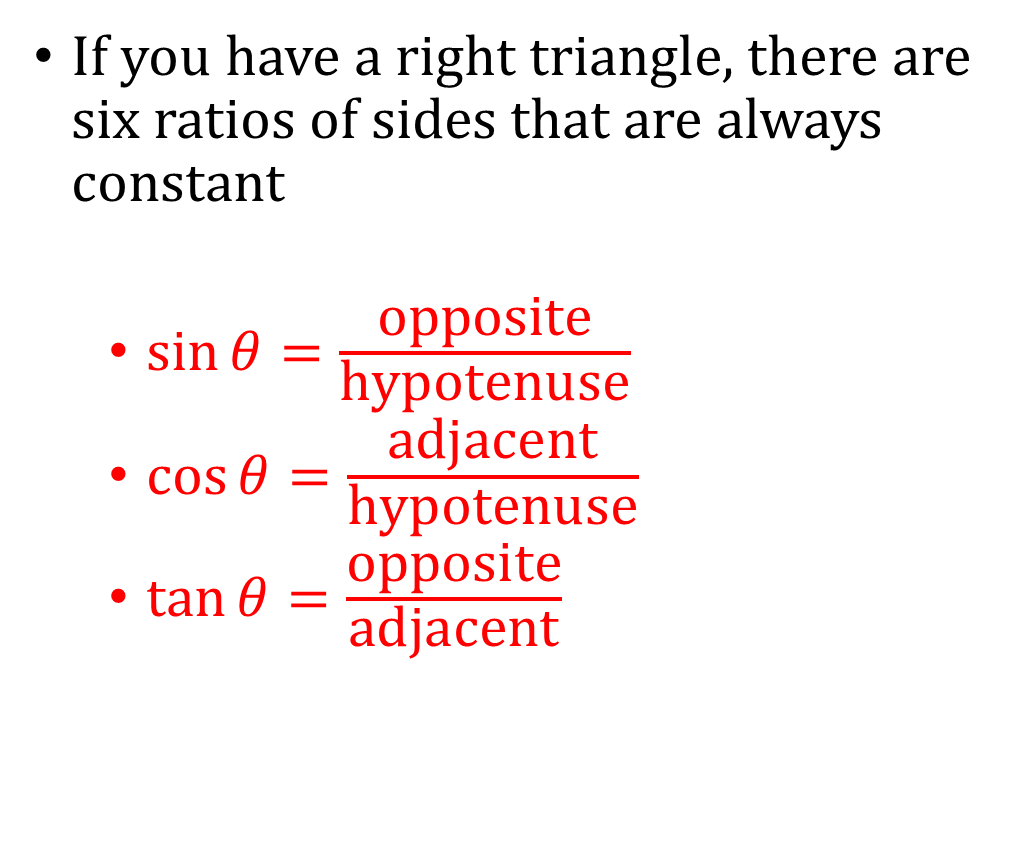 • If you have a right triangle, there are
six ratios of sides that are always
constant
• sin θ = opposite/hypotenuse
• cos θ = adjacent/hypotenuse
• tan θ = opposite/adjacent